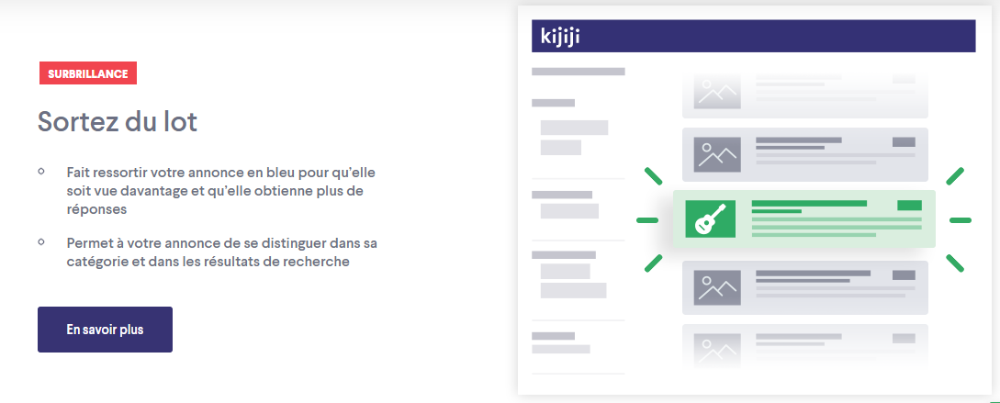 kijiji
SURBRILLANCE
Sortez du lot
Fait ressortir votre annonce en bleu pour qu'elle
soit vue davantage et qu'elle obtienne plus de
réponses
Permet à votre annonce de se distinguer dans sa
catégorie et dans les résultats de recherche
En savoir plus